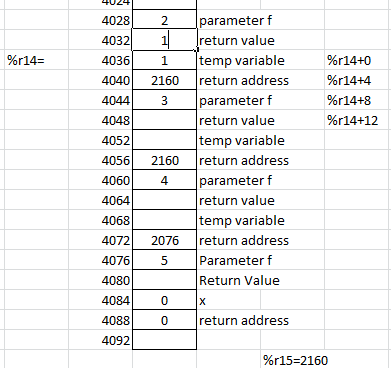 4024
4028 2 parameter f
4032 1 return value
%r14= 4036 1 temp variable %r14+0
4040 2160 return address %r14+4
4044 3 parameter f %r14+8
4048 return value %r14+12
4052 temp variable
4056 2160 return address
4060 4 parameter f
4064 return value
4068 temp variable
4072 2076 return address
4076 5 Parameter f
4080 Return Value
4084 0 x
4088 0 return address
4092
%r15=2160